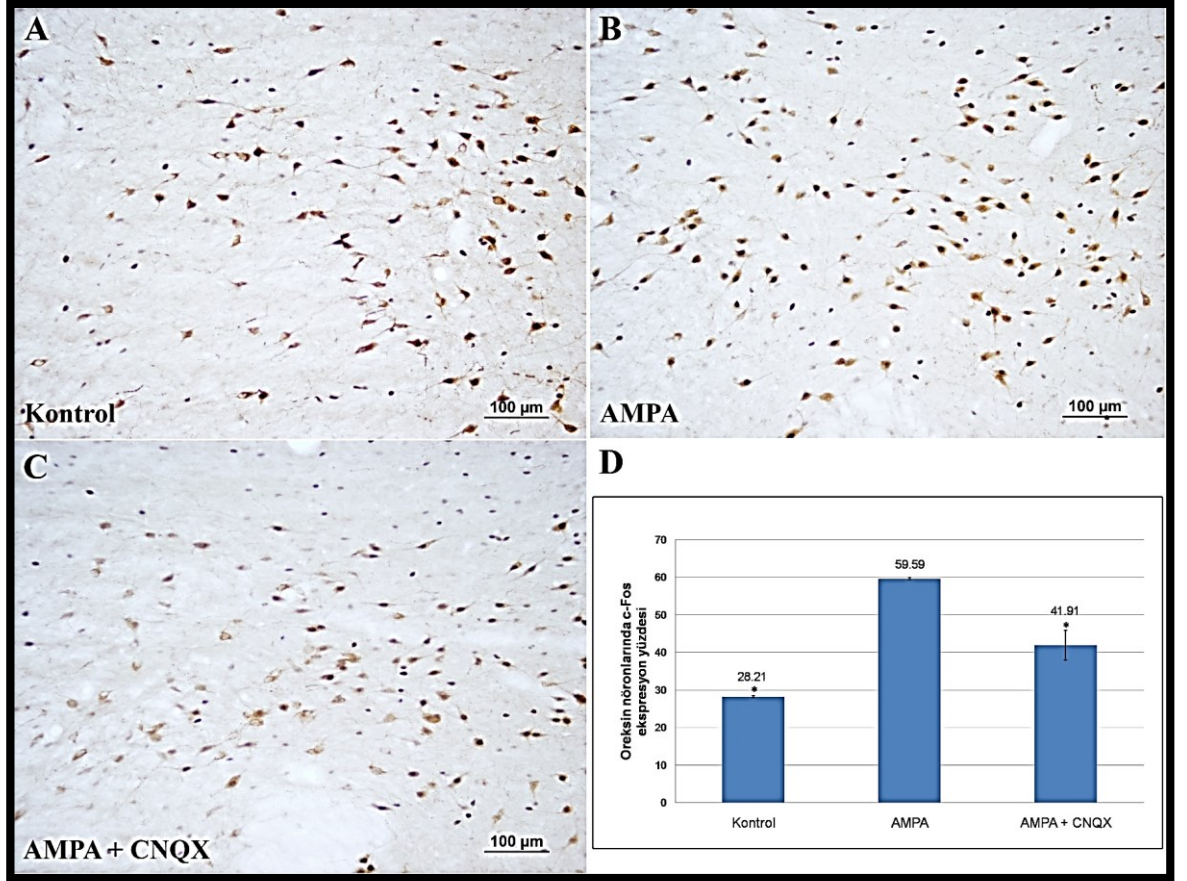 A
Kontrol
100 µm
B
AMPA
100 µm
C
AMPA + CNQX
100 µm
D
Oreksin nöronlarında c-Fos
ekspresyon yüzdesi
70
60
50
40
30
20
10
0
28.21
*
59.59
41.91
*
Kontrol
AMPA
AMPA + CNQX